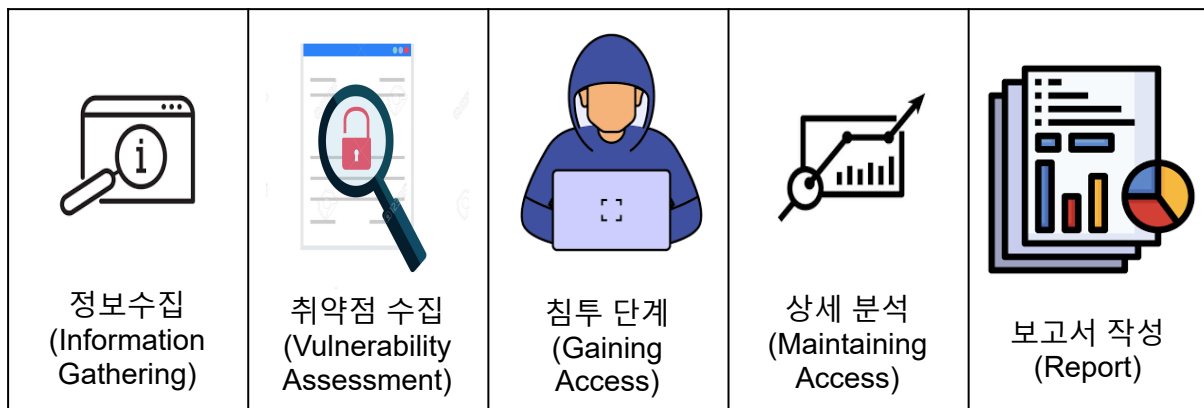 정보수집
(Information
Gathering)
취약점 수집
(Vulnerability
Assessment)
침투 단계
(Gaining
Access)
상세 분석
(Maintaining
Access)
보고서 작성
(Report)